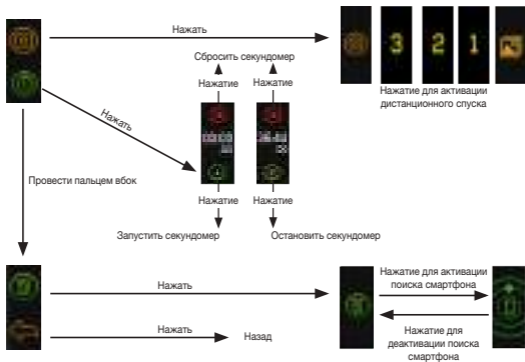 Нажать
3 2 1
Сбросить секундомер
Нажатие Нажатие
Нажатие для активации
дистанционного спуска
Нажать
Провести пальцем вбок
Нажатие Нажатие
Запустить секундомер Остановить секундомер
Нажать
Нажатие для активации
поиска смартфона
Нажать Назад
Нажатие для
деактивации поиска
смартфона